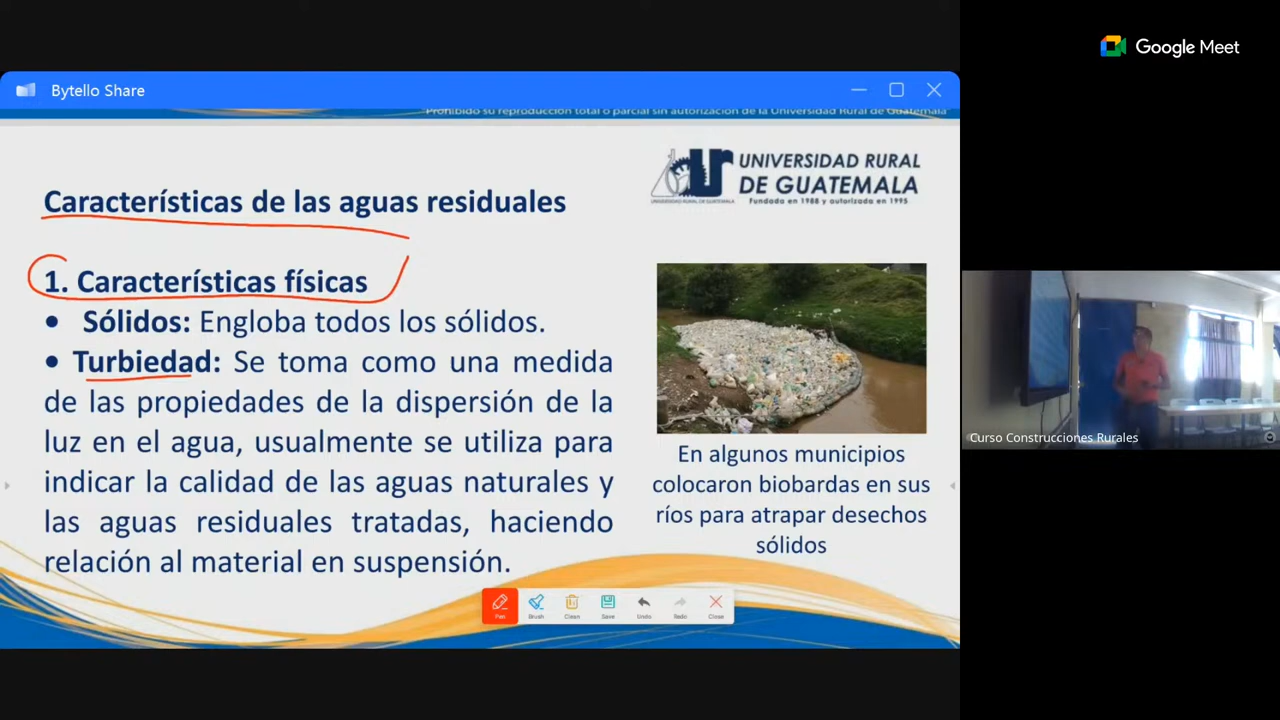 Google Meet
Bytello Share
Prohibido su reproducción total o parcial sin autorización de la Universidad Rural de Guatemala
UNIVERSIDAD RURAL
DE GUATEMALA
Fundada en 1988 y autorizada en 1995
UNIVERSIDAD RURAL DE GUATEMALA
Características de las aguas residuales
1. Características físicas
• Sólidos: Engloba todos los sólidos.
• Turbiedad: Se toma como una medida
de las propiedades de la dispersión de la
luz en el agua, usualmente se utiliza para
indicar la calidad de las aguas naturales y
las aguas residuales tratadas, haciendo
relación al material en suspensión.
En algunos municipios
colocaron biobardas en sus
ríos para atrapar desechos
sólidos
Pen Brush Clean Save Undo Redo Close
Curso Construcciones Rurales